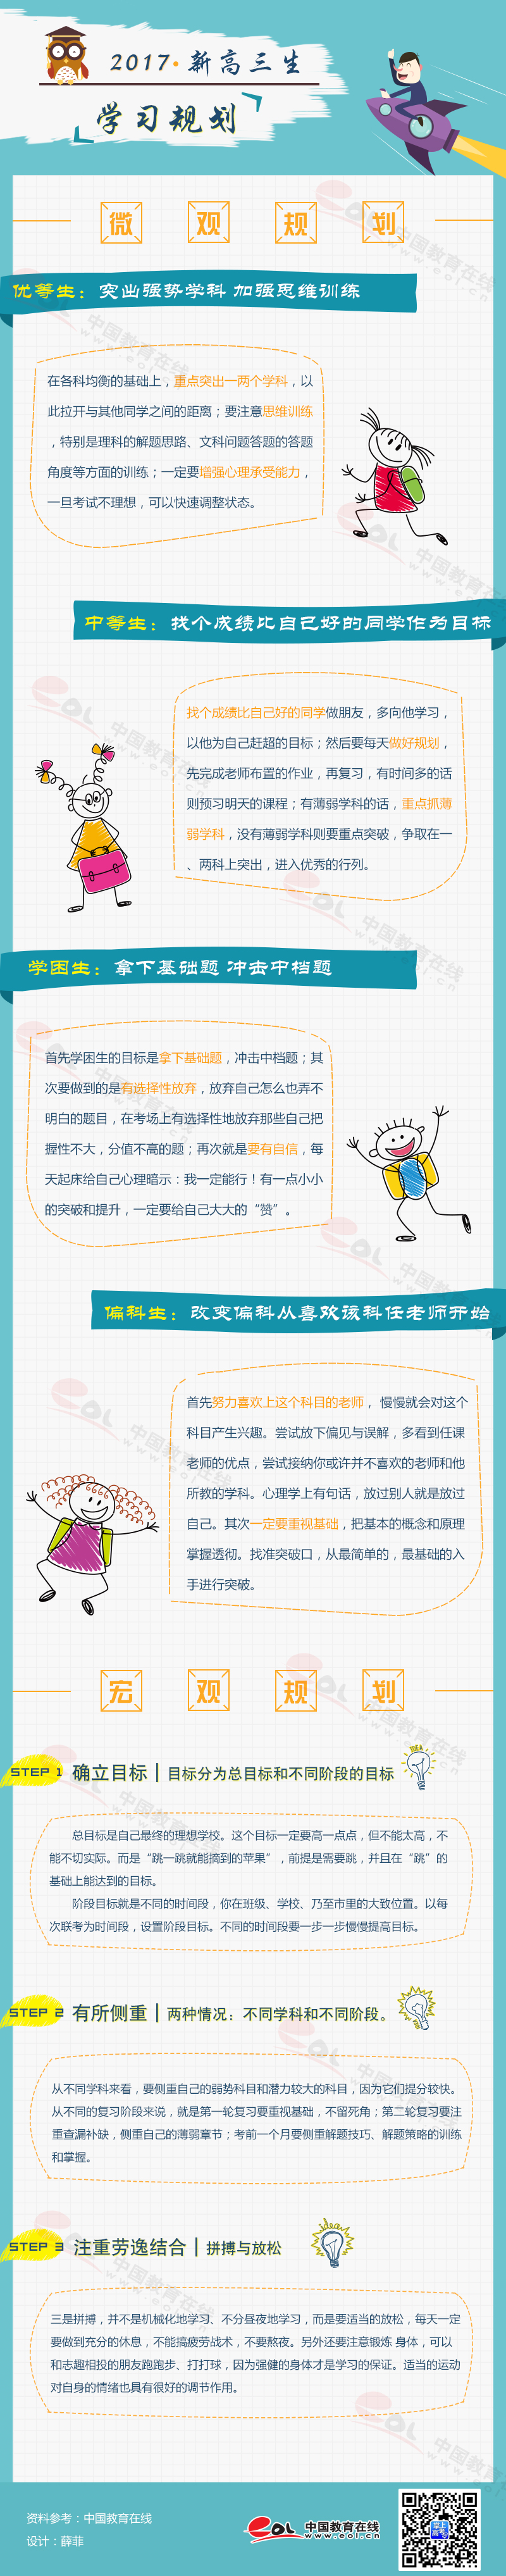 2017·新高三生
学习规划
微观规划
优等生：突出强势学科 加强思维训练
在各科均衡的基础上，重点突出一两个学科，以
此拉开与其他同学之间的距离；要注意思维训练
，特别是理科的解题思路、文科问题答题的答题
角度等方面的训练；一定要增强心理承受能力，
一旦考试不理想，可以快速调整状态。
中等生：找个成绩比自己好的同学作为目标
找个成绩比自己好的同学做朋友，多向他学习，
以他为自己赶超的目标；然后要每天做好规划，
先完成老师布置的作业，再复习，有时间多的话
则预习明天的课程；有薄弱学科的话，重点抓薄
弱学科，没有薄弱学科则要重点突破，争取在一
、两科上突出，进入优秀的行列。
学困生：拿下基础题 冲击中档题
首先学困生的目标是拿下基础题，冲击中档题；其
次要做到的是有选择性放弃，放弃自己怎么也弄不
明白的题目，在考场上有选择性地放弃那些自己把
握性不大，分值不高的题；再次就是要有自信，每
天起床给自己心理暗示：我一定能行！有一点小小
的突破和提升，一定要给自己大大的“赞”。
偏科生：改变偏科从喜欢该科任老师开始
首先努力喜欢上这个科目的老师，慢慢就会对这个
科目产生兴趣。尝试放下偏见与误解，多看到任课
老师的优点，尝试接纳你或许并不喜欢的老师和他
所教的学科。心理学上有句话，放过别人就是放过
自己。其次一定要重视基础，把基本的概念和原理
掌握透彻。找准突破口，从最简单的，最基础的入
手进行突破。
宏观规划
STEP 1 确立目标｜目标分为总目标和不同阶段的目标
IDEA
总目标是自己最终的理想学校。这个目标一定要高一点点，但不能太高，不
能不切实际。而是“跳一跳就能摘到的苹果”，前提是需要跳，并且在“跳”的
基础上能达到的目标。
阶段目标就是不同的时间段，你在班级、学校、乃至市里的大致位置。以每
次联考为时间段，设置阶段目标。不同的时间段要一步一步慢慢提高目标。
STEP 2 有所侧重｜两种情况：不同学科和不同阶段。
从不同学科来看，要侧重自己的弱势科目和潜力较大的科目，因为它们提分较快。
从不同的复习阶段来说，就是第一轮复习要重视基础，不留死角；第二轮复习要注
重查漏补缺，侧重自己的薄弱章节；考前一个月要侧重解题技巧、解题策略的训练
和掌握。
STEP 3 注重劳逸结合｜拼搏与放松
idea
三是拼搏，并不是机械化地学习、不分昼夜地学习，而是要适当的放松，每天一定
要做到充分的休息，不能搞疲劳战术，不要熬夜。另外还要注意锻炼 身体，可以
和志趣相投的朋友跑跑步、打打球，因为强健的身体才是学习的保证。适当的运动
对自身的情绪也具有很好的调节作用。
资料参考：中国教育在线
设计：薛菲
eol 中国教育在线
www.eol.cn
掌上高考